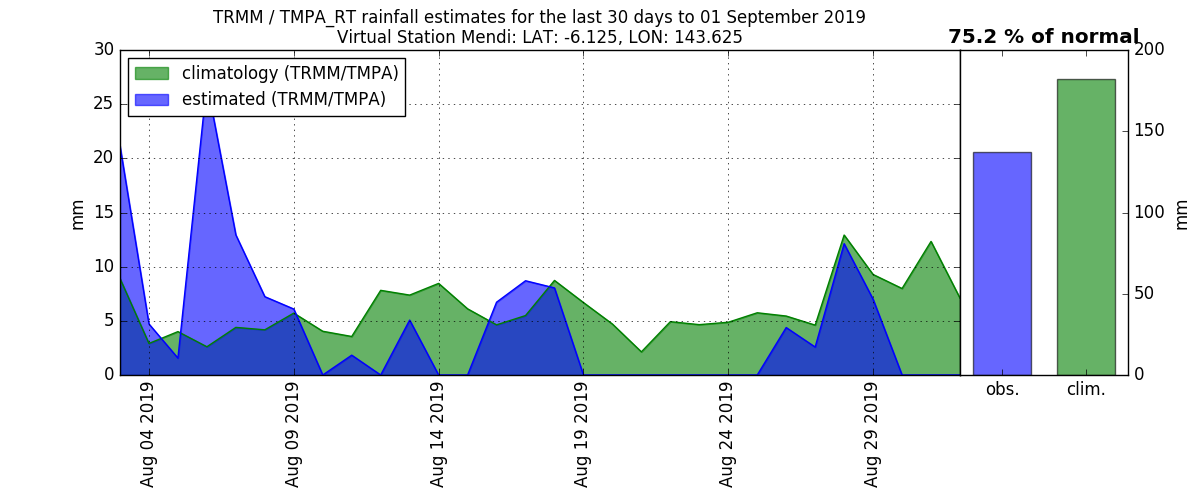 TRMM / TMPA_RT rainfall estimates for the last 30 days to 01 September 2019
Virtual Station Mendi: LAT: -6.125, LON: 143.625
75.2 % of normal
climatology (TRMM/TMPA)
estimated (TRMM/TMPA)
30
25
20
15
10
5
0
mm
Aug 04 2019
Aug 09 2019
Aug 14 2019
Aug 19 2019
Aug 24 2019
Aug 29 2019
200
150
100
50
0
mm
obs.
clim.